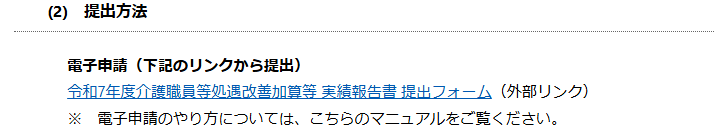 (2) 提出方法
電子申請(下記のリンクから提出)
令和7年度介護職員等処遇改善加算等 実績報告書 提出フォーム(外部リンク)
※ 電子申請のやり方については、こちらのマニュアルをご覧ください。